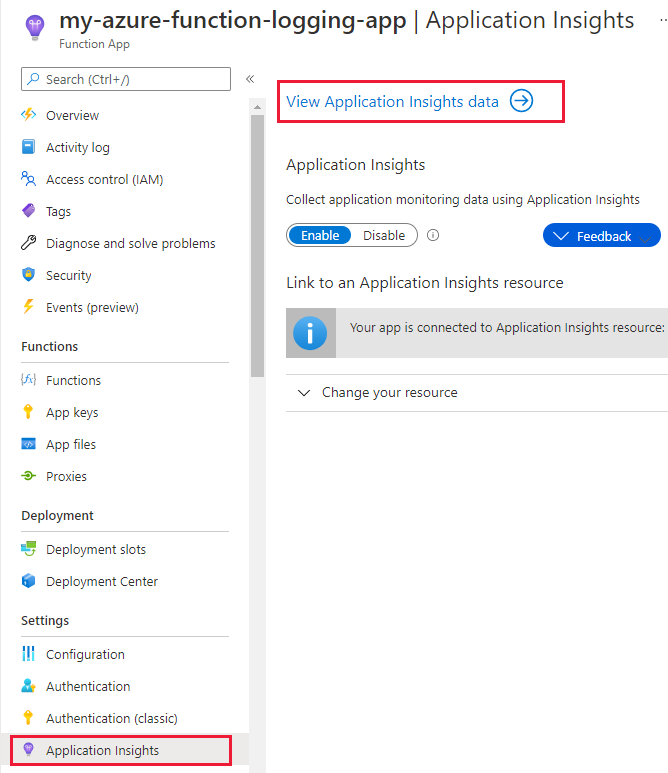 my-azure-function-logging-app | Application Insights
Function App
Search (Ctrl+/)
Overview
Activity log
Access control (IAM)
Tags
Diagnose and solve problems
Security
Events (preview)
Functions
Functions
App keys
App files
Proxies
Deployment
Deployment slots
Deployment Center
Settings
Configuration
Authentication
Authentication (classic)
Application Insights
View Application Insights data
Application Insights
Collect application monitoring data using Application Insights
Enable Disable
Feedback
Link to an Application Insights resource
Your app is connected to Application Insights resource:
Change your resource